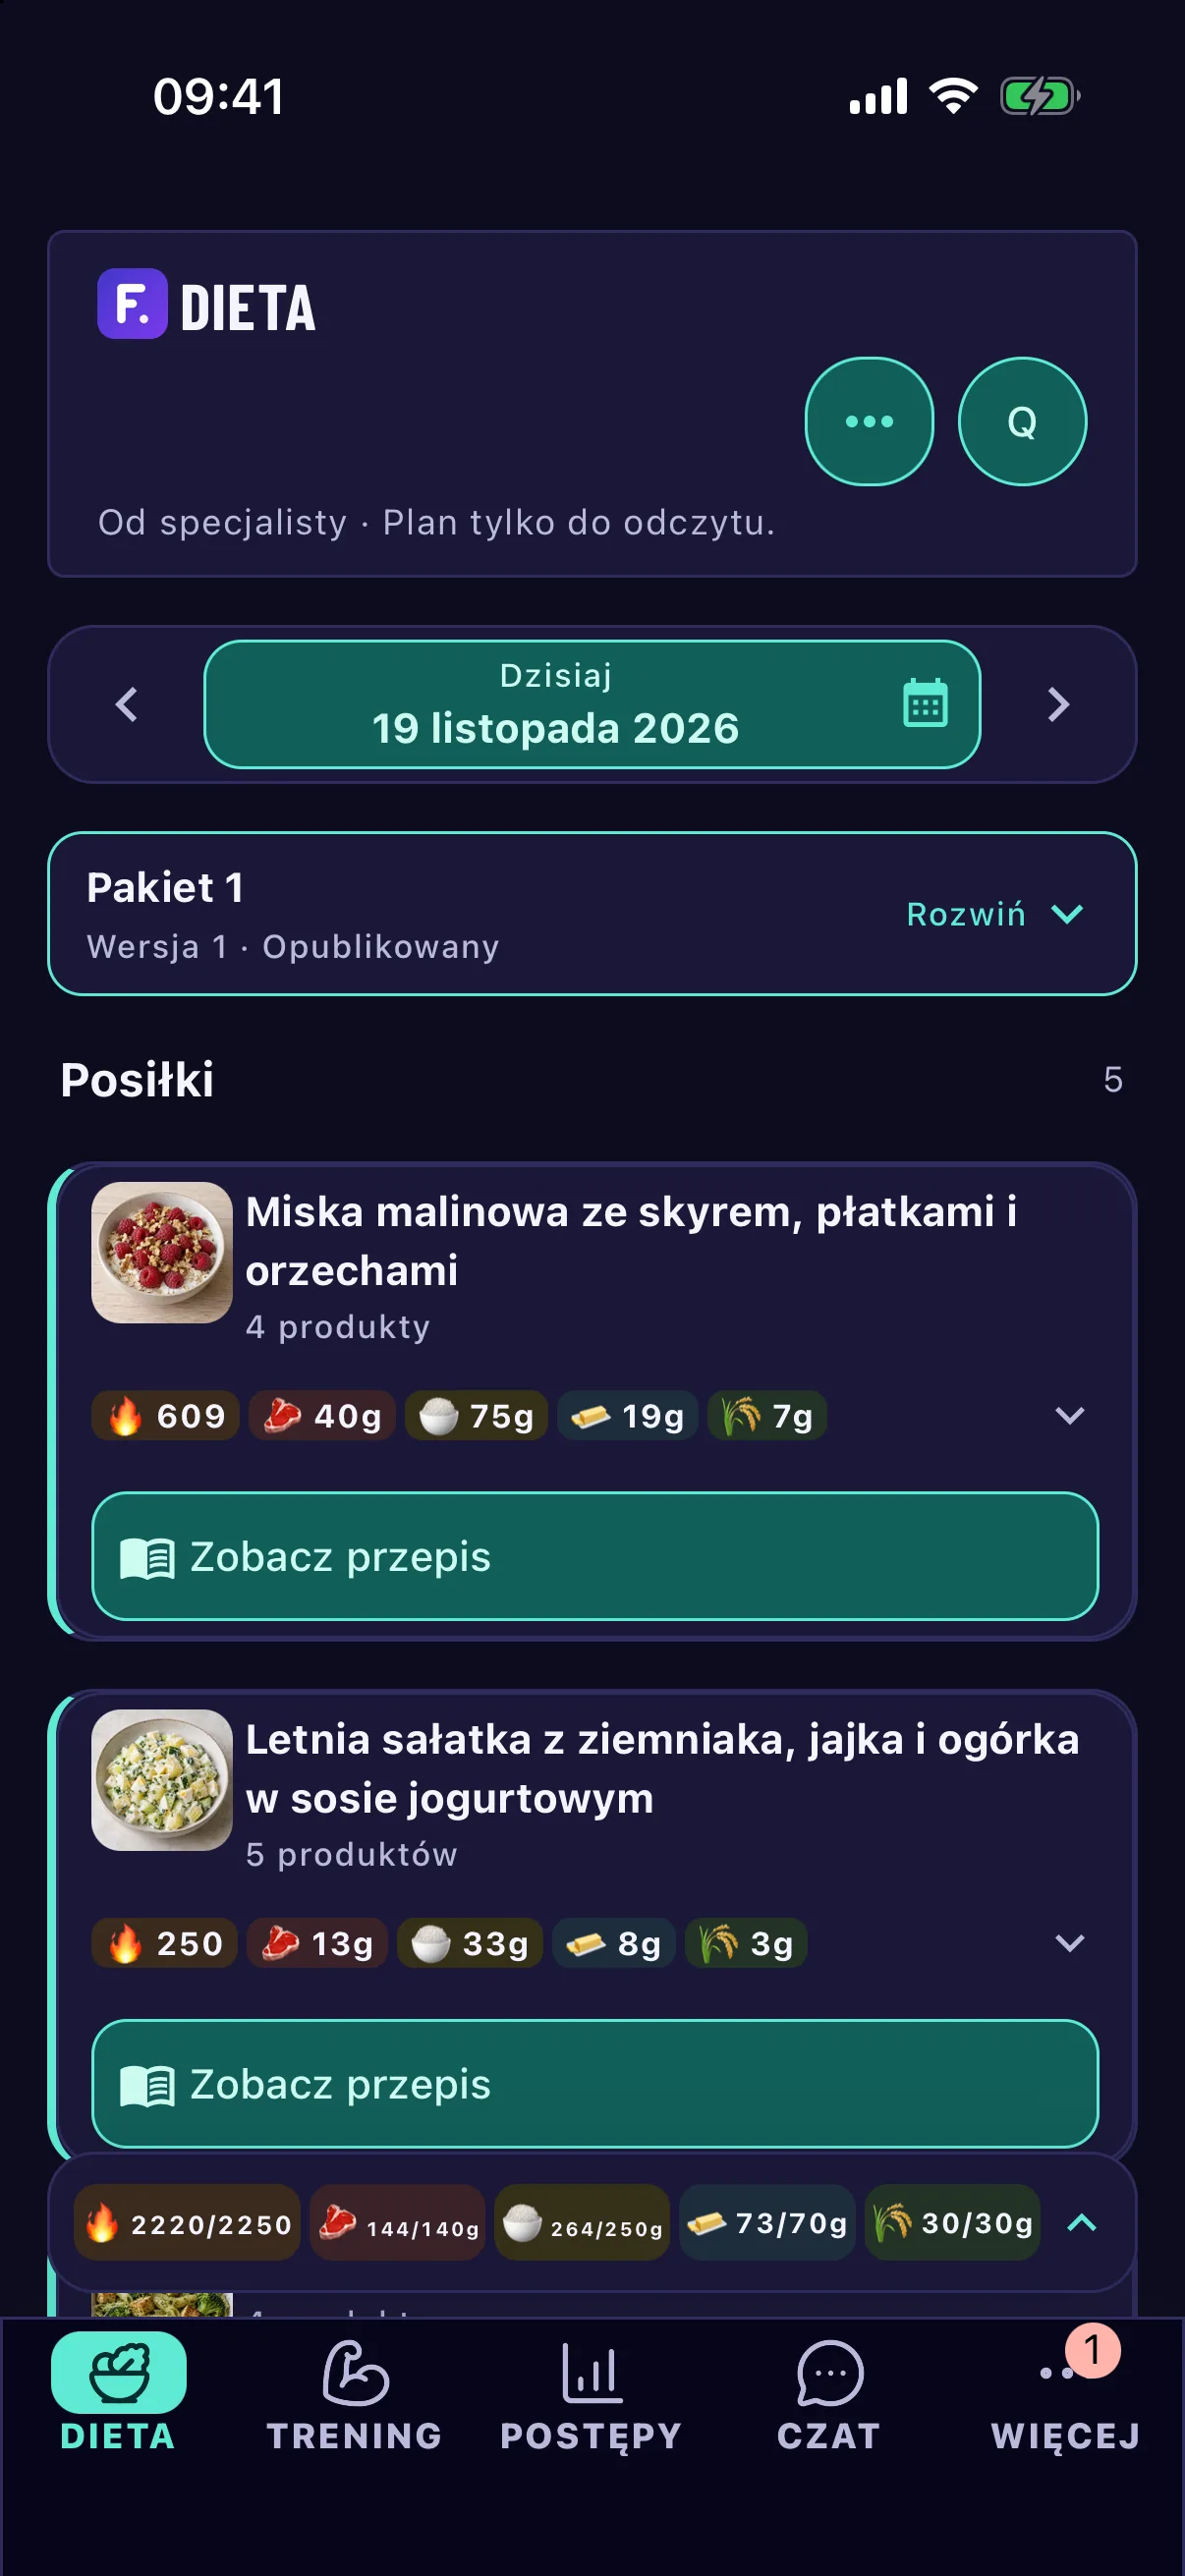 09:41
F. DIETA
Q
Od specjalisty · Plan tylko do odczytu.
Dzisiaj
19 listopada 2026
Pakiet 1
Wersja 1 · Opublikowany
Rozwiń
Posiłki
5
Miska malinowa ze skyrem, płatkami i
orzechami
4 produkty
609 40g 75g 19g 7g
Zobacz przepis
Letnia sałatka z ziemniaka, jajka i ogórka
w sosie jogurtowym
5 produktów
250 13g 33g 8g 3g
Zobacz przepis
2220/2250 144/140g 264/250g 73/70g 30/30g
1
DIETA TRENING POSTĘPY CZAT WIĘCEJ